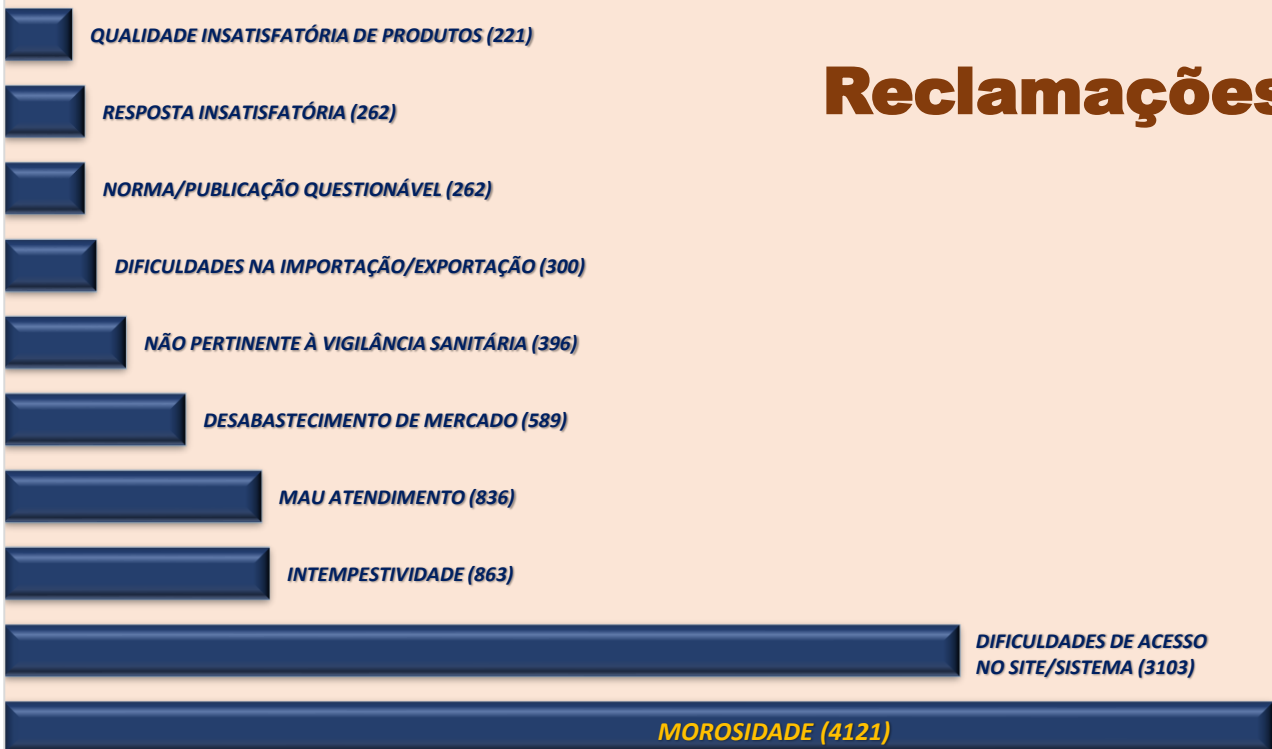 QUALIDADE INSATISFATÓRIA DE PRODUTOS (221)
Reclamações
RESPOSTA INSATISFATÓRIA (262)
NORMA/PUBLICAÇÃO QUESTIONÁVEL (262)
DIFICULDADES NA IMPORTAÇÃO/EXPORTAÇÃO (300)
NÃO PERTINENTE À VIGILÂNCIA SANITÁRIA (396)
DESABASTECIMENTO DE MERCADO (589)
MAU ATENDIMENTO (836)
INTEMPESTIVIDADE (863)
DIFICULDADES DE ACESSO
NO SITE/SISTEMA (3103)
MOROSIDADE (4121)